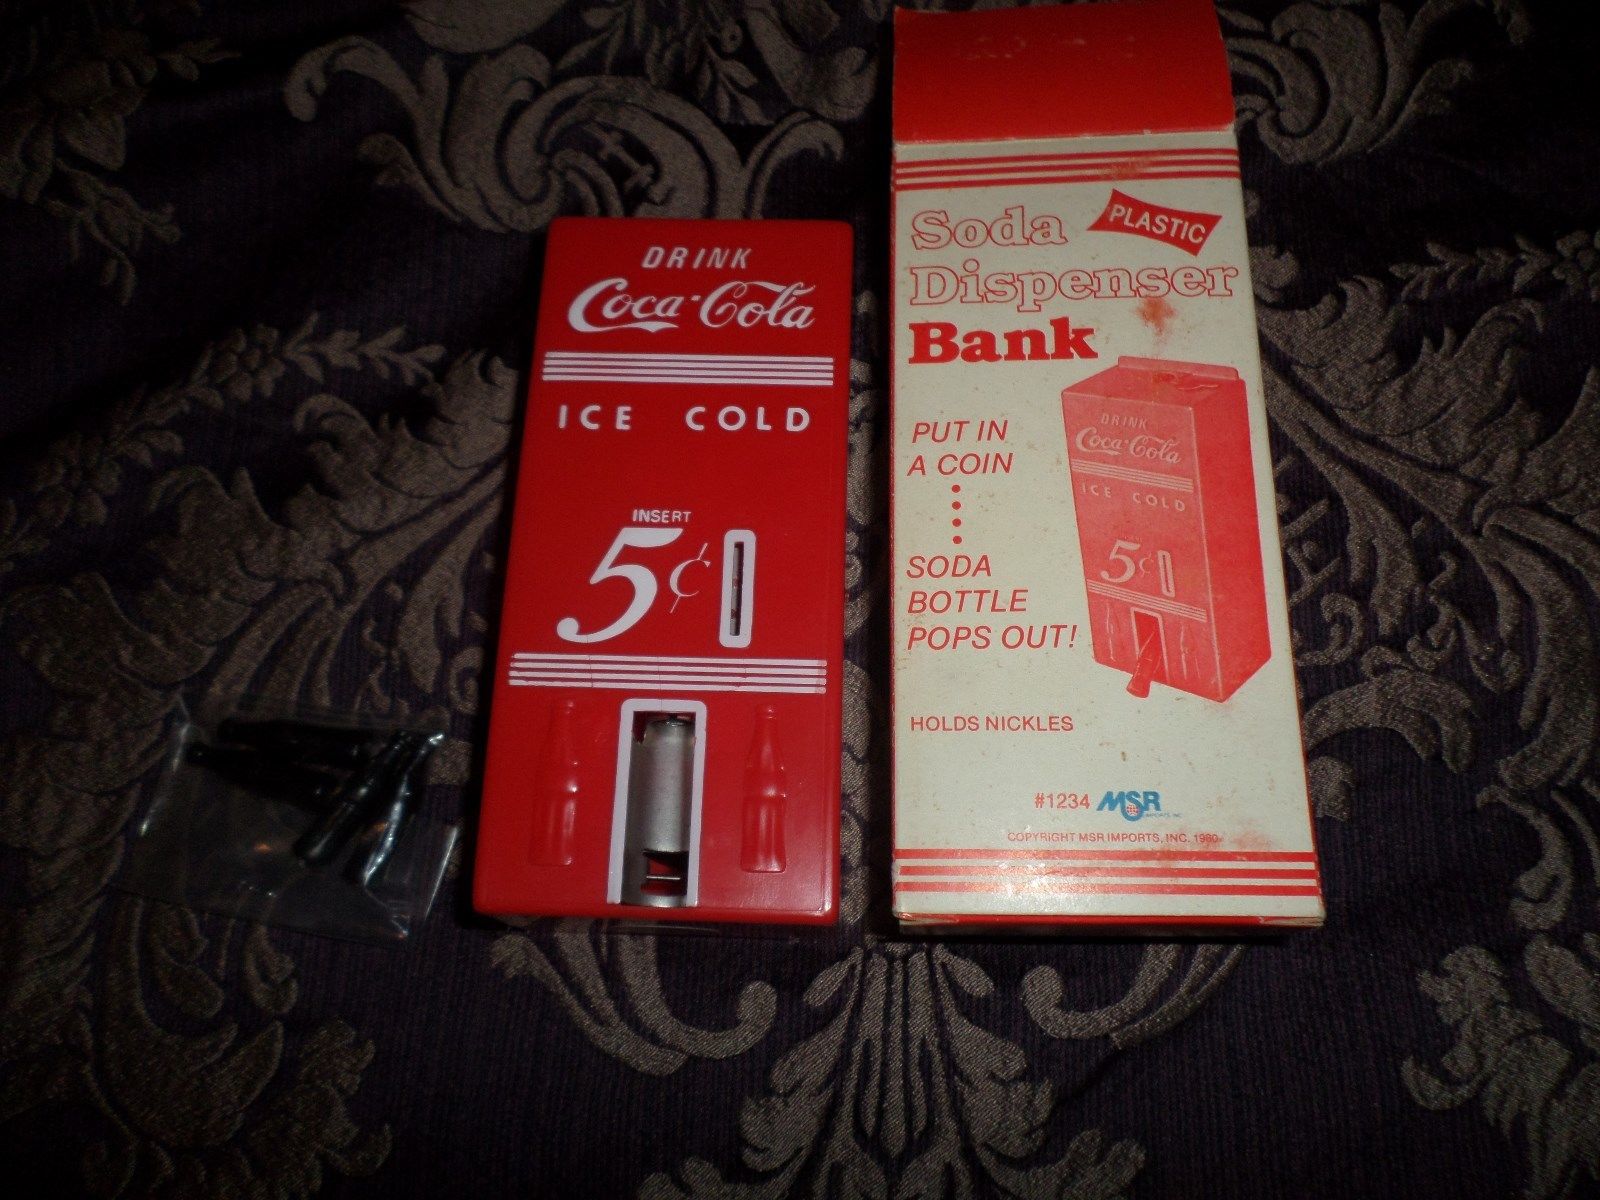 DRINK
Coca-Cola
ICE COLD
INSERT
5¢
Soda
PLASTIC
Dispenser
Bank
PUT IN
A COIN
SODA
BOTTLE
POPS OUT!
DRINK
Coca-Cola
ICE COLD
5¢
HOLDS NICKLES
#1234 MSR
COPYRIGHT MSR IMPORTS, INC. 1980